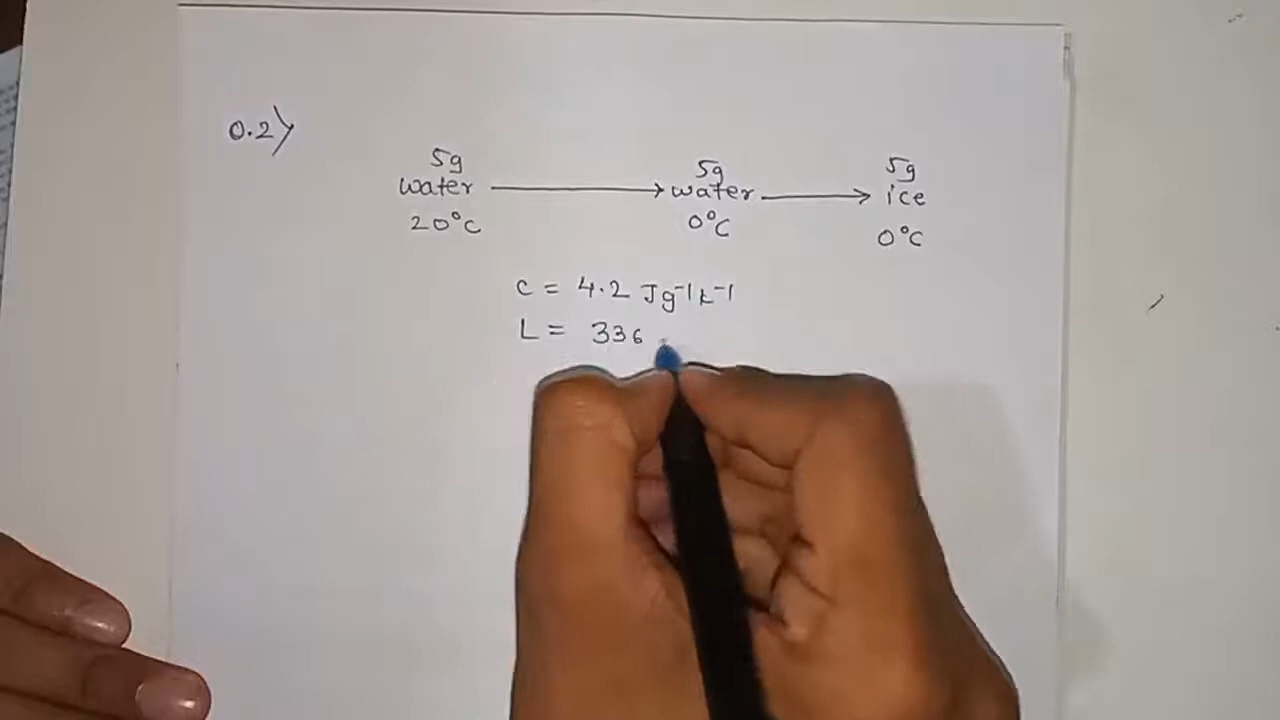 0.2)
5g 5g 5g
water → water → ice
20°C 0°C 0°C
c = 4.2 Jg⁻¹k⁻¹
L = 336